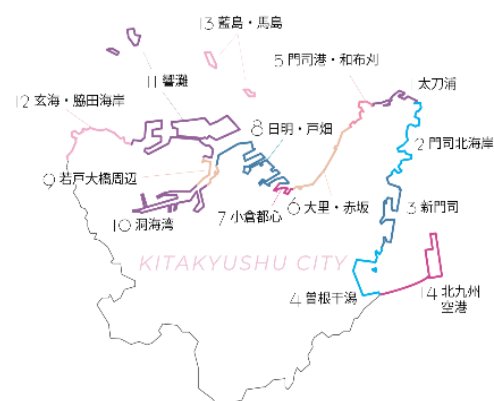 13 藍島・馬島
11 響灘
5 門司港・和布刈
1 太刀浦
12 玄海・脇田海岸
8 日明・戸畑
2 門司北海岸
9 若戸大橋周辺
3 新門司
10 洞海湾
7 小倉都心
6 大里・赤坂
KITAKYUSHU CITY
4 曽根干潟
14 北九州
空港